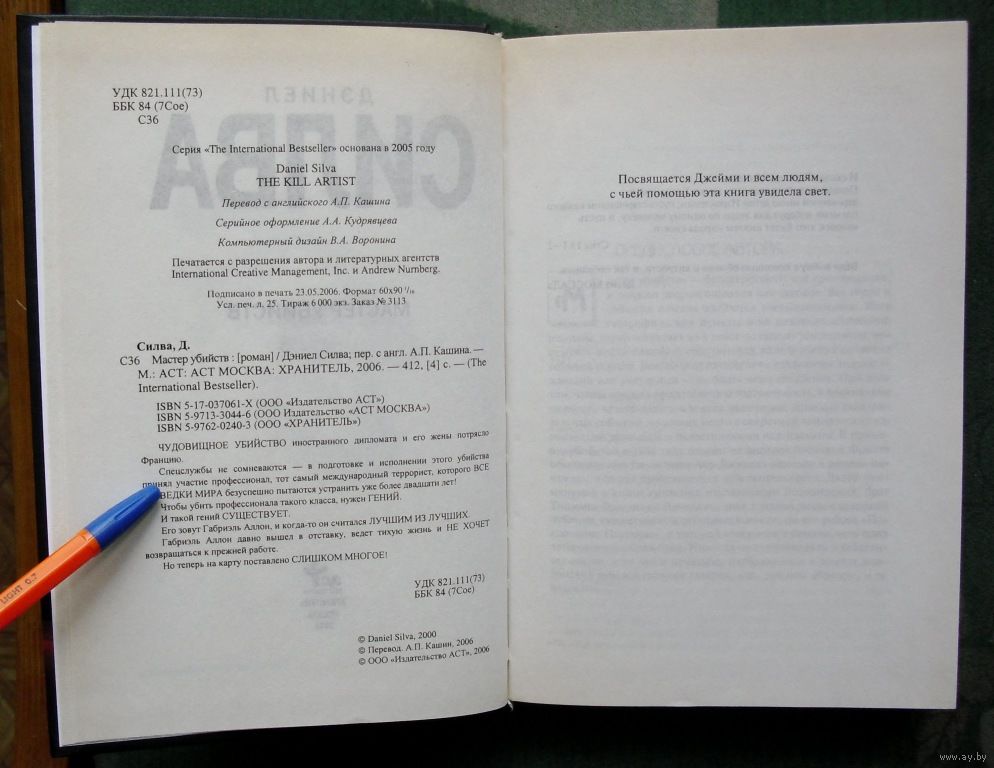 УДК 821.111(73)
ББК 84 (7Сое)
С36
Серия «The International Bestseller» основана в 2005 году
Daniel Silva
THE KILL ARTIST
Перевод с английского А.П. Кашина
Серийное оформление А.А. Кудрявцева
Компьютерный дизайн В.А. Воронина
Печатается с разрешения автора и литературных агентств
International Creative Management, Inc. и Andrew Nurnberg.
Подписано в печать 23.05.2006. Формат 60x90 1/16
Усл. печ. л. 25. Тираж 6 000 экз. Заказ № 3113
Силва, Д.
С36 Мастер убийств : [роман] / Дэниел Силва; пер. с англ. А.П. Кашина. —
М.: АСТ: АСТ МОСКВА: ХРАНИТЕЛЬ, 2006. — 412, [4] с. — (The
International Bestseller).
ISBN 5-17-037061-X (ООО «Издательство АСТ»)
ISBN 5-9713-3044-6 (ООО Издательство «АСТ МОСКВА»)
ISBN 5-9762-0240-3 (ООО «ХРАНИТЕЛЬ»)
ЧУДОВИЩНОЕ УБИЙСТВО иностранного дипломата и его жены потрясло
Францию.
Спецслужбы не сомневаются — в подготовке и исполнении этого убийства
принял участие профессионал, тот самый международный террорист, которого ВСЕ
ВЕДКИ МИРА безуспешно пытаются устранить уже более двадцати лет!
Чтобы убить профессионала такого класса, нужен ГЕНИЙ.
И такой гений СУЩЕСТВУЕТ.
Его зовут Габриэль Аллон, и когда-то он считался ЛУЧШИМ ИЗ ЛУЧШИХ.
Габриэль Аллон давно вышел в отставку, ведет тихую жизнь и НЕ ХОЧЕТ
возвращаться к прежней работе.
Но теперь на карту поставлено СЛИШКОМ МНОГОЕ!
УДК 821.111(73)
ББК 84 (7Сое)
© Daniel Silva, 2000
© Перевод. А.П. Кашин, 2006
© ООО «Издательство АСТ», 2006
Посвящается Джейми и всем людям,
с чьей помощью эта книга увидела свет.
LIGHT 0.7
www.ay.by